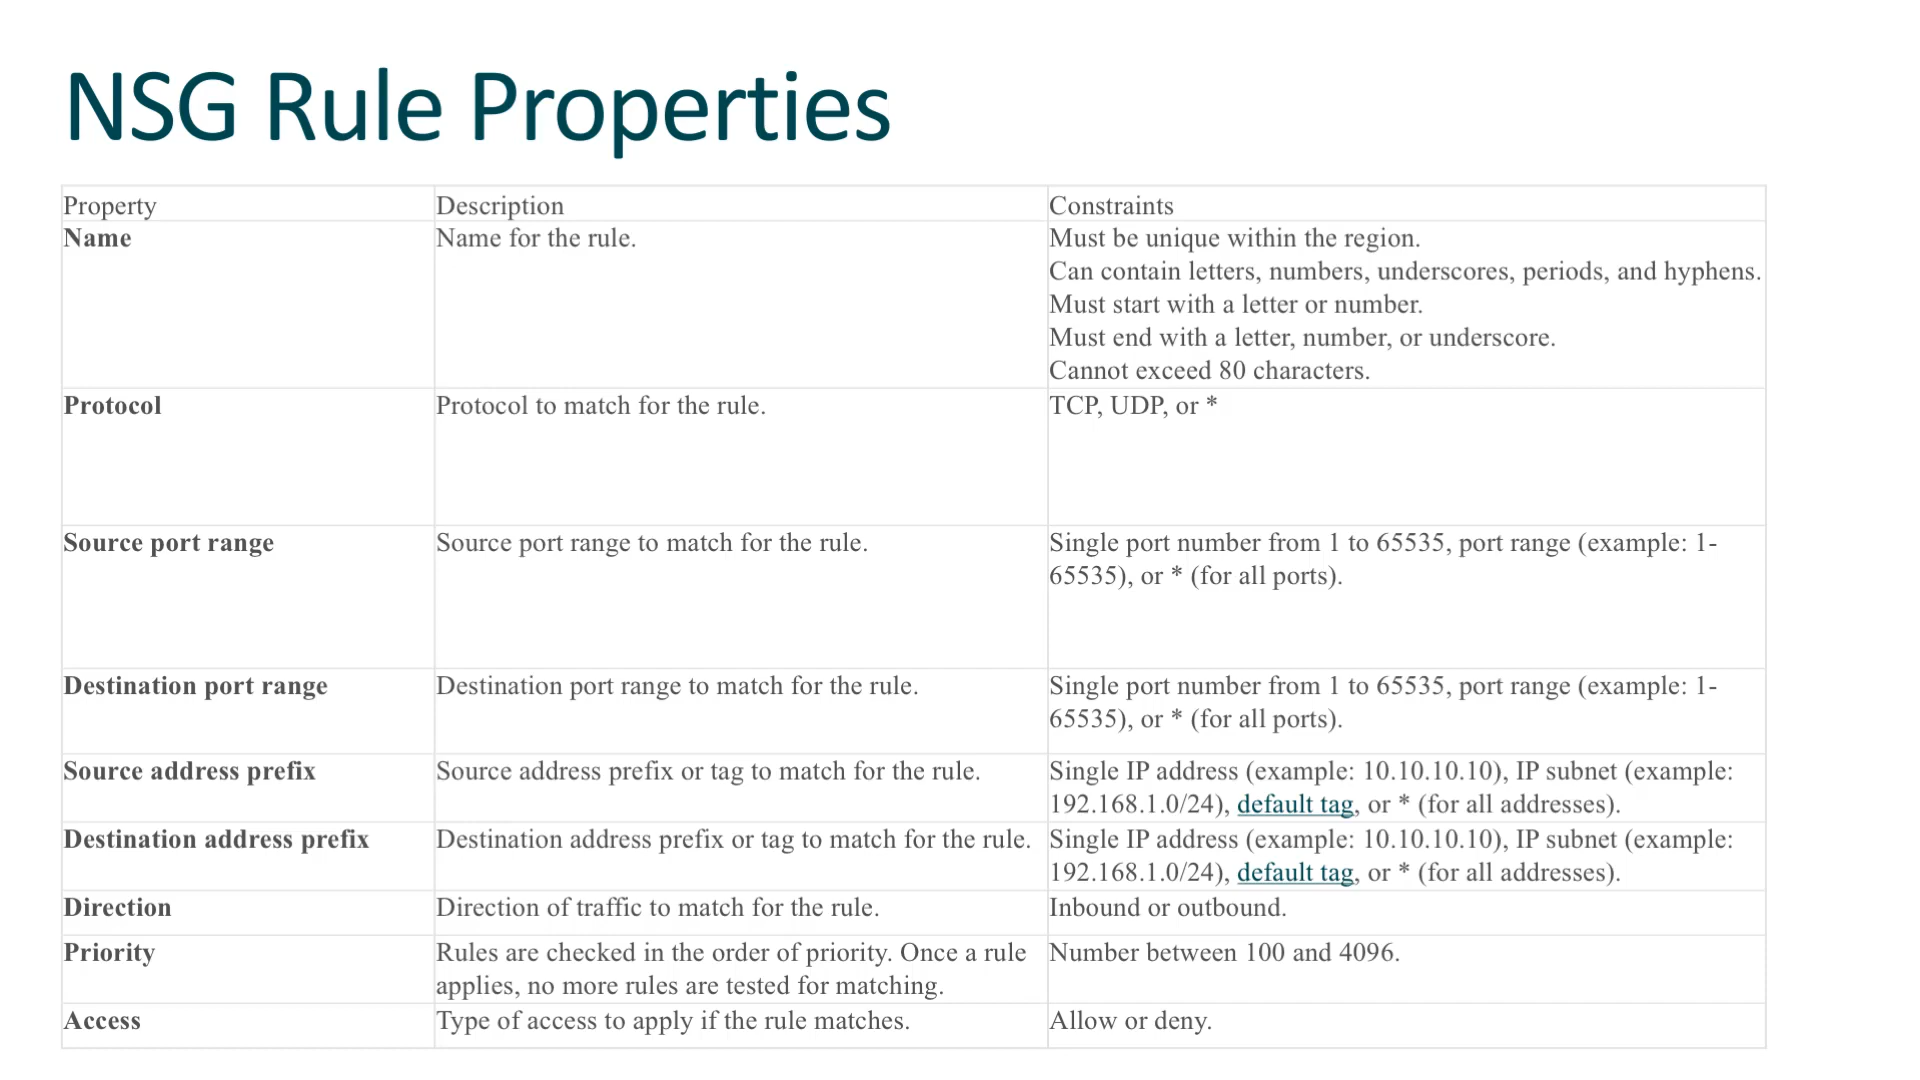 NSG Rule Properties
Property
Description
Constraints
Name
Name for the rule.
Must be unique within the region.
Can contain letters, numbers, underscores, periods, and hyphens.
Must start with a letter or number.
Must end with a letter, number, or underscore.
Cannot exceed 80 characters.
Protocol
Protocol to match for the rule.
TCP, UDP, or *
Source port range
Source port range to match for the rule.
Single port number from 1 to 65535, port range (example: 1-
65535), or * (for all ports).
Destination port range
Destination port range to match for the rule.
Single port number from 1 to 65535, port range (example: 1-
65535), or * (for all ports).
Source address prefix
Source address prefix or tag to match for the rule.
Single IP address (example: 10.10.10.10), IP subnet (example:
192.168.1.0/24), default tag, or * (for all addresses).
Destination address prefix
Destination address prefix or tag to match for the rule.
Single IP address (example: 10.10.10.10), IP subnet (example:
192.168.1.0/24), default tag, or * (for all addresses).
Direction
Direction of traffic to match for the rule.
Inbound or outbound.
Priority
Rules are checked in the order of priority. Once a rule
applies, no more rules are tested for matching.
Number between 100 and 4096.
Access
Type of access to apply if the rule matches.
Allow or deny.